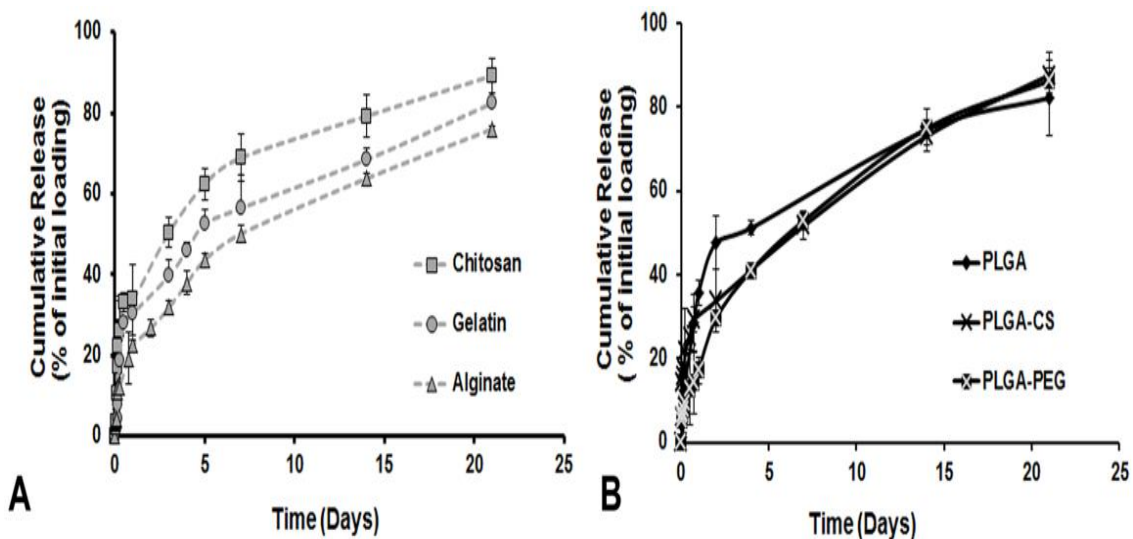 Cumulative Release
(% of initial loading)
100
80
60
40
20
0
0
5
10
15
20
25
Time (Days)
Chitosan
Gelatin
Alginate
A
Cumulative Release
( % of initilal loading)
100
80
60
40
20
0
0
5
10
15
20
25
Time (Days)
PLGA
PLGA-CS
PLGA-PEG
B